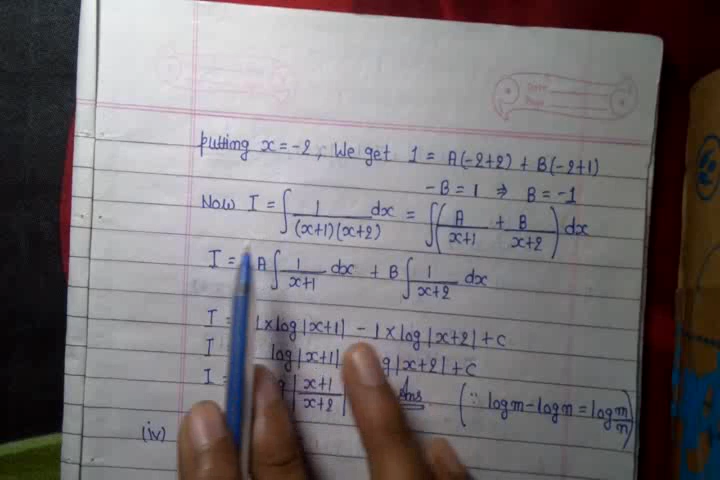 Putting x = -2, We get 1 = A(-2+2) + B(-2+1)
-B = 1 ⇒ B = -1
Now I = ∫ 1/((x+1)(x+2)) dx = ∫ (A/(x+1) + B/(x+2)) dx
I = A ∫ 1/(x+1) dx + B ∫ 1/(x+2) dx
I = 1 x log |x+1| - 1 x log |x+2| + c
I log |x+1| |x+2| + c
I = |(x+1)/(x+2)| Ans (∵ log m - log n = log m/n)
(iv)